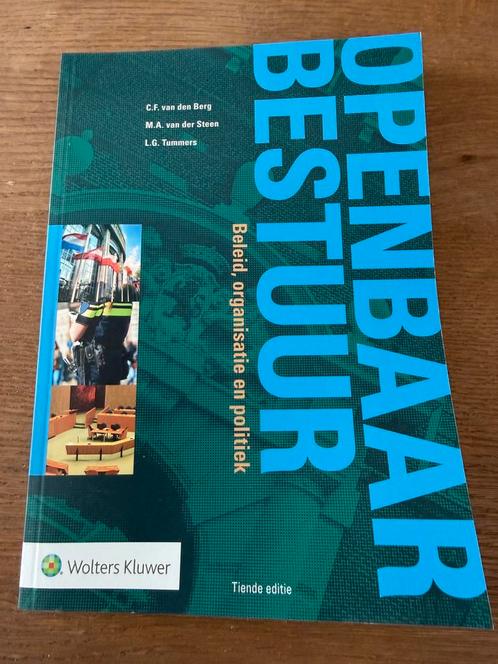 C.F. van den Berg
M.A. van der Steen
L.G. Tummers
OPENBAAR
BESTUUR
Beleid, organisatie en politiek
Wolters Kluwer
Tiende editie